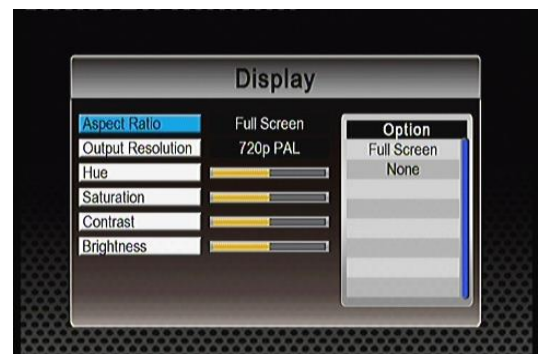 Display
Aspect Ratio Full Screen
Output Resolution 720p PAL
Hue
Saturation
Contrast
Brightness
Option
Full Screen
None